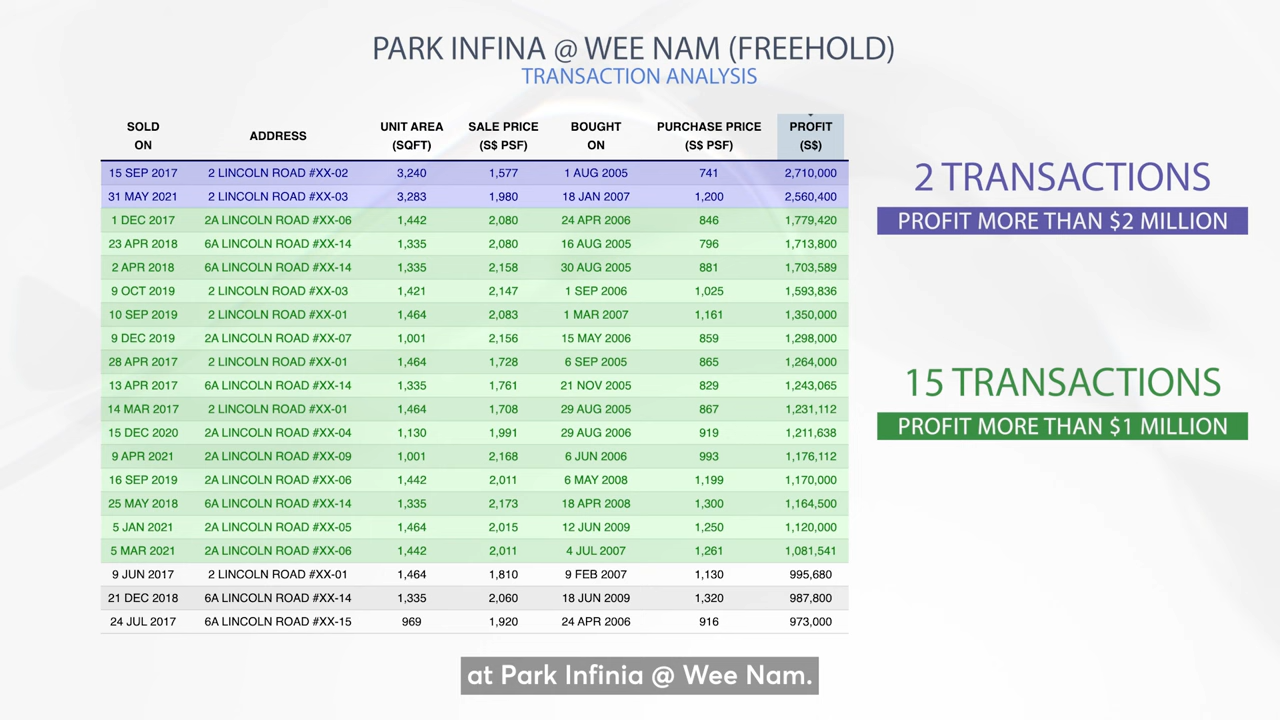 PARK INFINA @ WEE NAM (FREEHOLD)
TRANSACTION ANALYSIS
SOLD ON ADDRESS UNIT AREA (SQFT) SALE PRICE (S$ PSF) BOUGHT ON PURCHASE PRICE (S$ PSF) PROFIT (S$)
15 SEP 2017 2 LINCOLN ROAD #XX-02 3,240 1,577 1 AUG 2005 741 2,710,000
31 MAY 2021 2 LINCOLN ROAD #XX-03 3,283 1,980 18 JAN 2007 1,200 2,560,400
1 DEC 2017 2A LINCOLN ROAD #XX-06 1,442 2,080 24 APR 2006 846 1,779,420
23 APR 2018 6A LINCOLN ROAD #XX-14 1,335 2,080 16 AUG 2005 796 1,713,800
2 APR 2018 6A LINCOLN ROAD #XX-14 1,335 2,158 30 AUG 2005 881 1,703,589
9 OCT 2019 2 LINCOLN ROAD #XX-03 1,421 2,147 1 SEP 2006 1,025 1,593,836
10 SEP 2019 2 LINCOLN ROAD #XX-01 1,464 2,083 1 MAR 2007 1,161 1,350,000
9 DEC 2019 2A LINCOLN ROAD #XX-07 1,001 2,156 15 MAY 2006 859 1,298,000
28 APR 2017 2 LINCOLN ROAD #XX-01 1,464 1,728 6 SEP 2005 865 1,264,000
13 APR 2017 6A LINCOLN ROAD #XX-14 1,335 1,761 21 NOV 2005 829 1,243,065
14 MAR 2017 2 LINCOLN ROAD #XX-01 1,464 1,708 29 AUG 2005 867 1,231,112
15 DEC 2020 2A LINCOLN ROAD #XX-04 1,130 1,991 29 AUG 2006 919 1,211,638
9 APR 2021 2A LINCOLN ROAD #XX-09 1,001 2,168 6 JUN 2006 993 1,176,112
16 SEP 2019 2A LINCOLN ROAD #XX-06 1,442 2,011 6 MAY 2008 1,199 1,170,000
25 MAY 2018 6A LINCOLN ROAD #XX-14 1,335 2,173 18 APR 2008 1,300 1,164,500
5 JAN 2021 2A LINCOLN ROAD #XX-05 1,464 2,015 12 JUN 2009 1,250 1,120,000
5 MAR 2021 2A LINCOLN ROAD #XX-06 1,442 2,011 4 JUL 2007 1,261 1,081,541
9 JUN 2017 2 LINCOLN ROAD #XX-01 1,464 1,810 9 FEB 2007 1,130 995,680
21 DEC 2018 6A LINCOLN ROAD #XX-14 1,335 2,060 18 JUN 2009 1,320 987,800
24 JUL 2017 6A LINCOLN ROAD #XX-15 969 1,920 24 APR 2006 916 973,000
2 TRANSACTIONS
PROFIT MORE THAN $2 MILLION
15 TRANSACTIONS
PROFIT MORE THAN $1 MILLION
at Park Infinia @ Wee Nam.